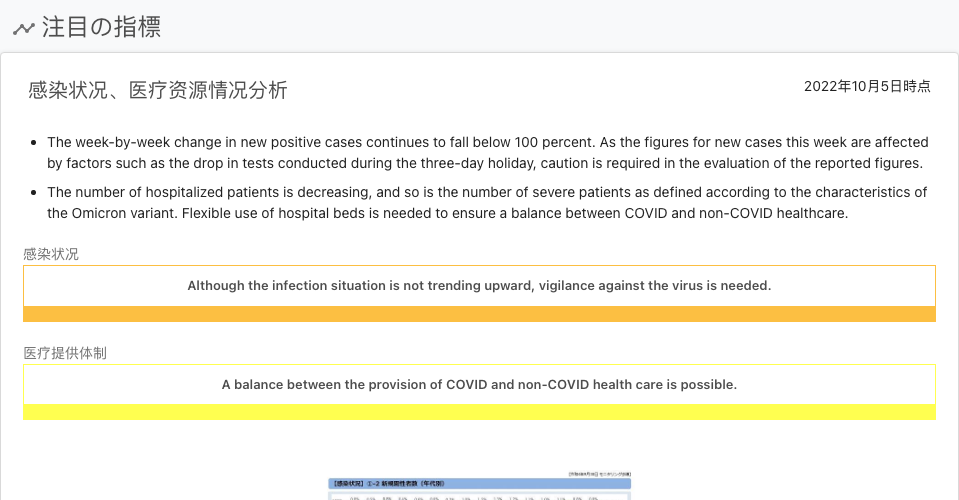 注目の指標
感染状况、医疗资源情况分析
2022年10月5日時点
The week-by-week change in new positive cases continues to fall below 100 percent. As the figures for new cases this week are affected
by factors such as the drop in tests conducted during the three-day holiday, caution is required in the evaluation of the reported figures.
The number of hospitalized patients is decreasing, and so is the number of severe patients as defined according to the characteristics of
the Omicron variant. Flexible use of hospital beds is needed to ensure a balance between COVID and non-COVID healthcare.
感染状况
Although the infection situation is not trending upward, vigilance against the virus is needed.
医疗提供体制
A balance between the provision of COVID and non-COVID health care is possible.
【感染状況】①-2 新規陽性者数（年代別）